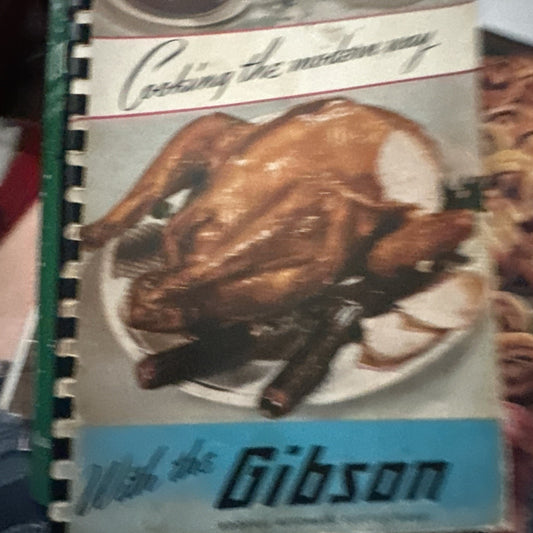 Cooking the modern way
With the Gibson